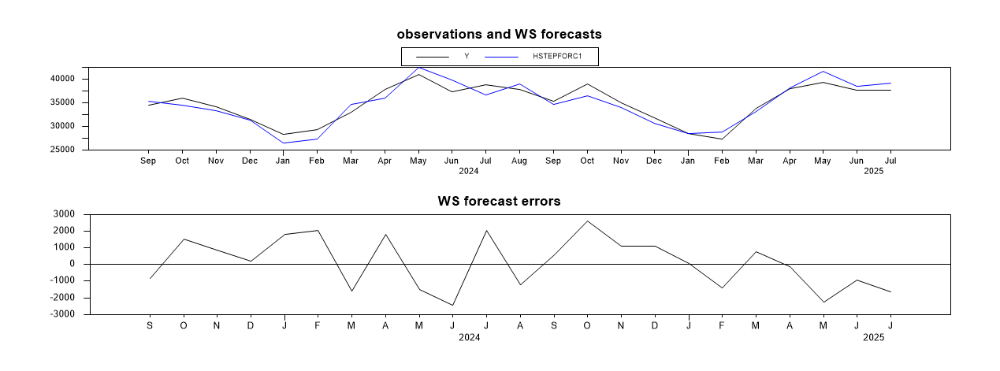 observations and WS forecasts
Y HSTEPFORC1
40000
35000
30000
25000
Sep Oct Nov Dec Jan Feb Mar Apr May Jun Jul Aug Sep Oct Nov Dec Jan Feb Mar Apr May Jun Jul
2024 2025
WS forecast errors
3000
2000
1000
0
-1000
-2000
-3000
S O N D J F M A M J J A S O N D J F M A M J J
2024 2025